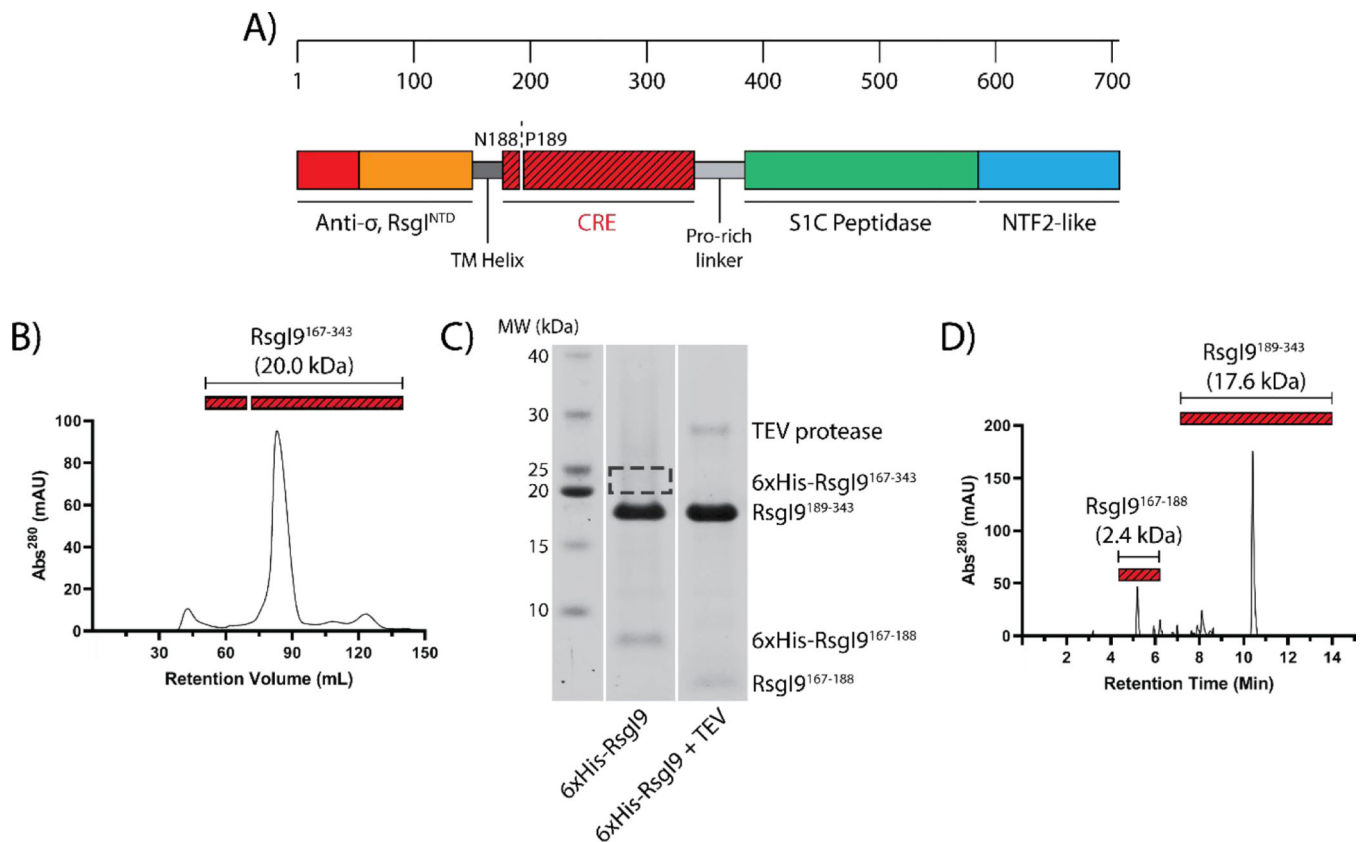 A)
1 100 200 300 400 500 600 700
N188 P189
Anti-σ, RsgI^NTD
CRE
S1C Peptidase
NTF2-like
TM Helix
Pro-rich
linker
B)
RsgI9^167-343
(20.0 kDa)
100
80
60
40
20
0
Abs^280 (mAU)
30 60 90 120 150
Retention Volume (mL)
C)
MW (kDa)
40
30
25
20
15
10
TEV protease
6xHis-RsgI9^167-343
RsgI9^189-343
6xHis-RsgI9^167-188
RsgI9^167-188
6xHis-RsgI9
6xHis-RsgI9 + TEV
D)
RsgI9^189-343
(17.6 kDa)
RsgI9^167-188
(2.4 kDa)
200
150
100
50
0
Abs^280 (mAU)
2 4 6 8 10 12 14
Retention Time (Min)